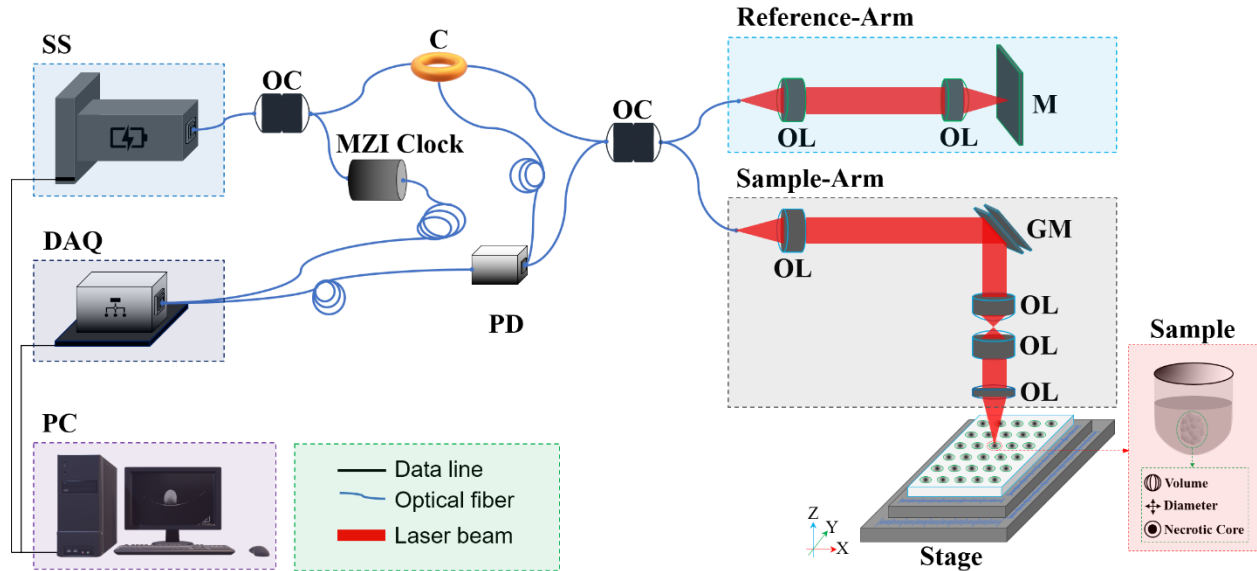 Reference-Arm
SS
C
OC
OC
M
OL
OL
MZI Clock
Sample-Arm
GM
DAQ
OL
PD
OL
Sample
OL
PC
OL
Data line
Optical fiber
Laser beam
Volume
Diameter
Necrotic Core
Z
Y
X
Stage